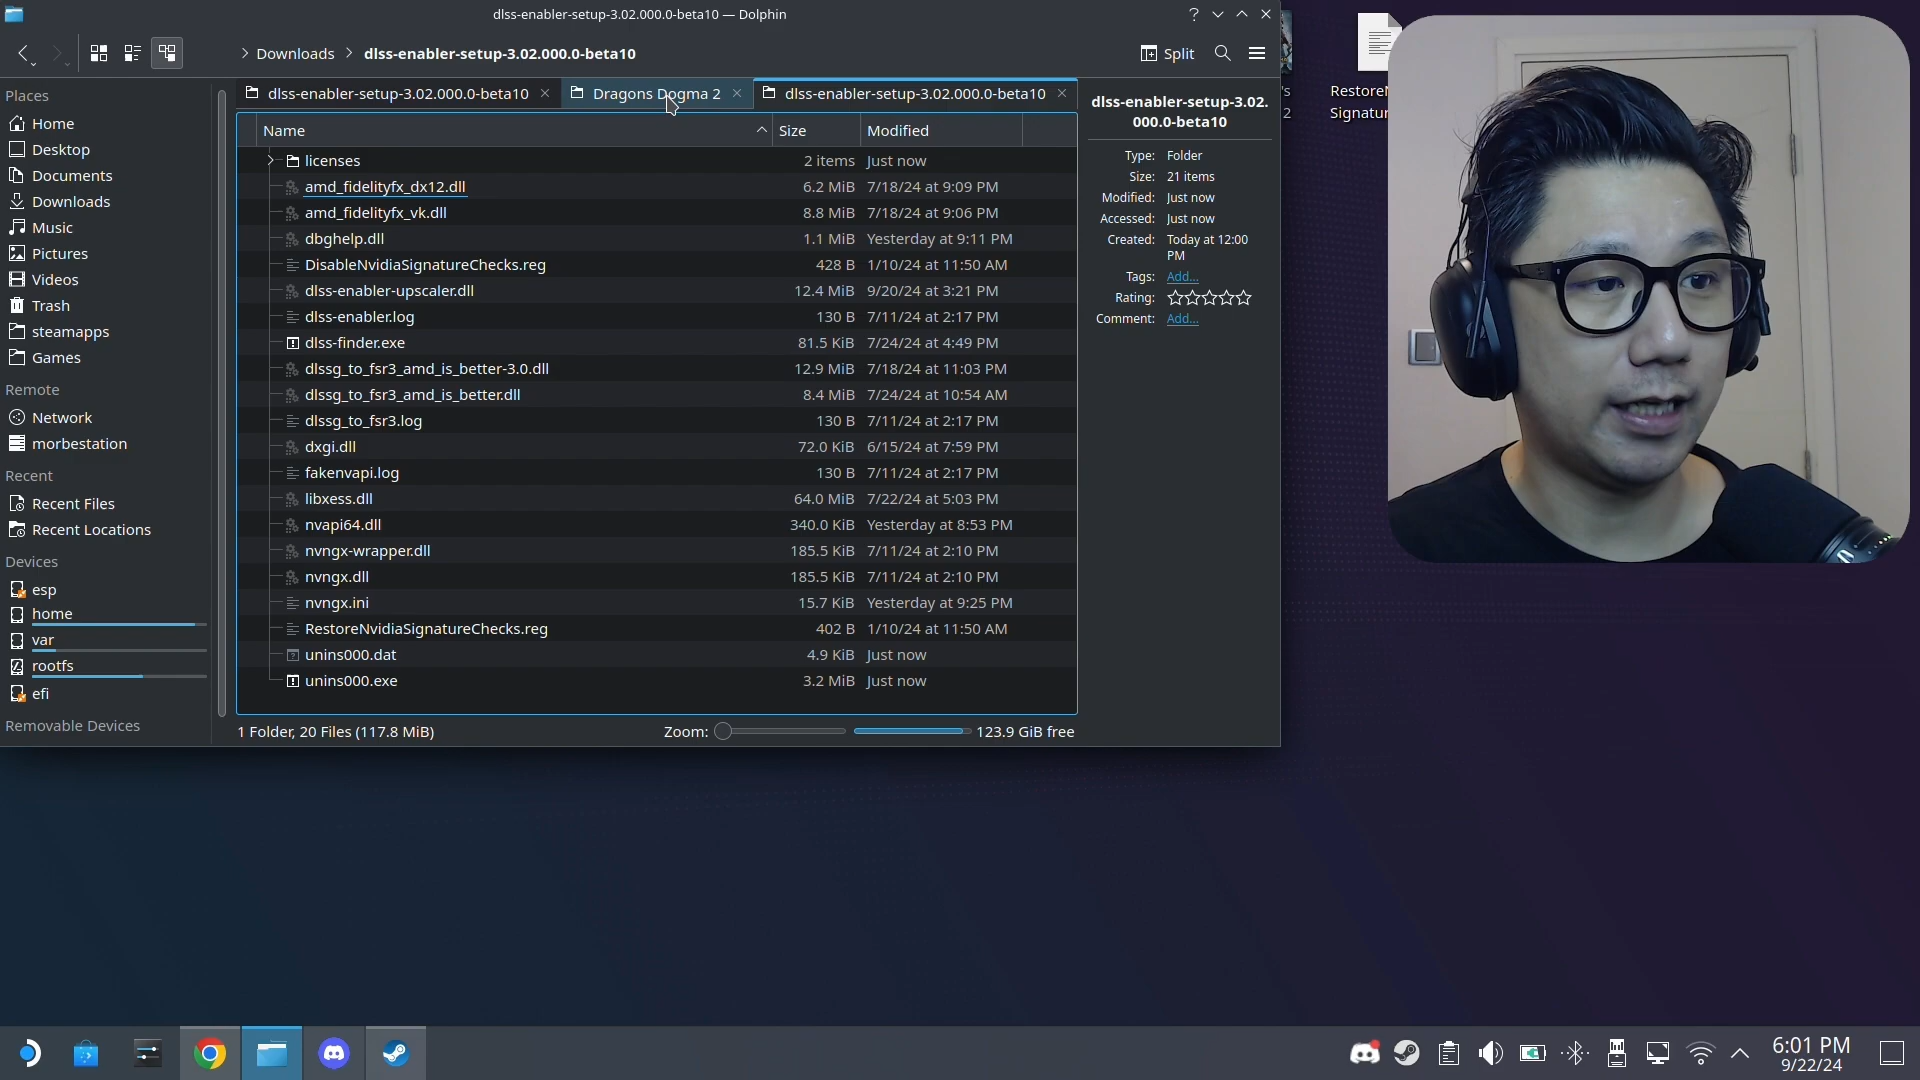 dlss-enabler-setup-3.02.000.0-beta10 — Dolphin
Downloads > dlss-enabler-setup-3.02.000.0-beta10
Split
dlss-enabler-setup-3.02.000.0-beta10
Dragons Dogma 2
dlss-enabler-setup-3.02.000.0-beta10
Places
Home
Desktop
Documents
Downloads
Music
Pictures
Videos
Trash
steamapps
Games
Remote
Network
morbestation
Recent
Recent Files
Recent Locations
Devices
esp
home
var
rootfs
efi
Removable Devices
Name Size Modified
licenses 2 items Just now
amd_fidelityfx_dx12.dll 6.2 MiB 7/18/24 at 9:09 PM
amd_fidelityfx_vk.dll 8.8 MiB 7/18/24 at 9:06 PM
dbghelp.dll 1.1 MiB Yesterday at 9:11 PM
DisableNvidiaSignatureChecks.reg 428 B 1/10/24 at 11:50 AM
dlss-enabler-upscaler.dll 12.4 MiB 9/20/24 at 3:21 PM
dlss-enabler.log 130 B 7/11/24 at 2:17 PM
dlss-finder.exe 81.5 KiB 7/24/24 at 4:49 PM
dlssg_to_fsr3_amd_is_better-3.0.dll 12.9 MiB 7/18/24 at 11:03 PM
dlssg_to_fsr3_amd_is_better.dll 8.4 MiB 7/24/24 at 10:54 AM
dlssg_to_fsr3.log 130 B 7/11/24 at 2:17 PM
dxgi.dll 72.0 KiB 6/15/24 at 7:59 PM
fakenvapi.log 130 B 7/11/24 at 2:17 PM
libxess.dll 64.0 MiB 7/22/24 at 5:03 PM
nvapi64.dll 340.0 KiB Yesterday at 8:53 PM
nvngx-wrapper.dll 185.5 KiB 7/11/24 at 2:10 PM
nvngx.dll 185.5 KiB 7/11/24 at 2:10 PM
nvngx.ini 15.7 KiB Yesterday at 9:25 PM
RestoreNvidiaSignatureChecks.reg 402 B 1/10/24 at 11:50 AM
unins000.dat 4.9 KiB Just now
unins000.exe 3.2 MiB Just now
1 Folder, 20 Files (117.8 MiB)
Zoom:
123.9 GiB free
dlss-enabler-setup-3.02.
000.0-beta10
Type: Folder
Size: 21 items
Modified: Just now
Accessed: Just now
Created: Today at 12:00
PM
Tags: Add...
Rating:
Comment: Add...
's
2
Restore
Signatur
6:01 PM
9/22/24